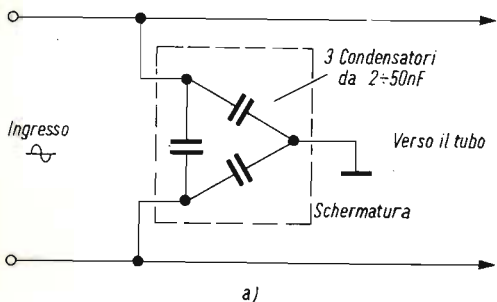 3 Condensatori
da 2÷50nF
Ingresso
Verso il tubo
Schermatura
a)